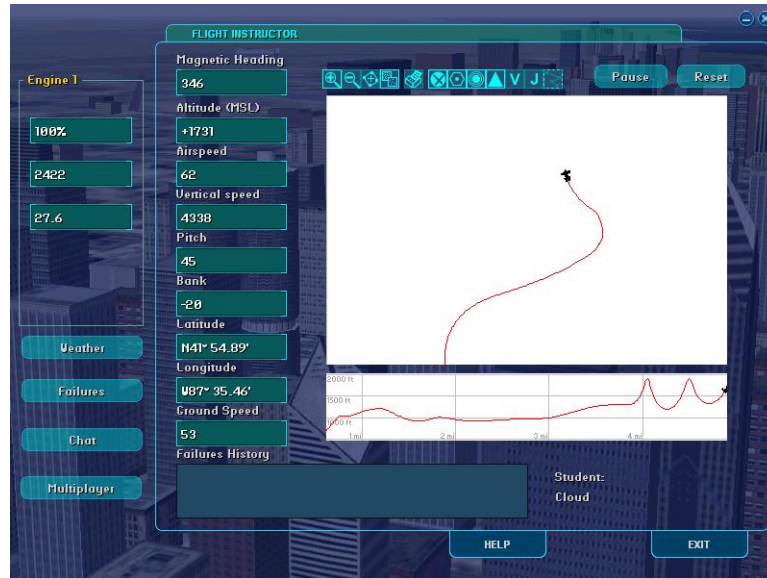 FLIGHT INSTRUCTOR
Engine 1
100%
2422
27.6
Weather
Failures
Chat
Multiplayer
Magnetic Heading
346
Altitude (MSL)
+1731
Airspeed
62
Vertical speed
4338
Pitch
45
Bank
-20
Latitude
N41° 54.89'
Longitude
W87° 35.46'
Ground Speed
53
Failures History
V J
Pause Reset
2000 ft
1500 ft
1000 ft
1 mi 2 mi 3 mi 4 mi
Student:
Cloud
HELP EXIT